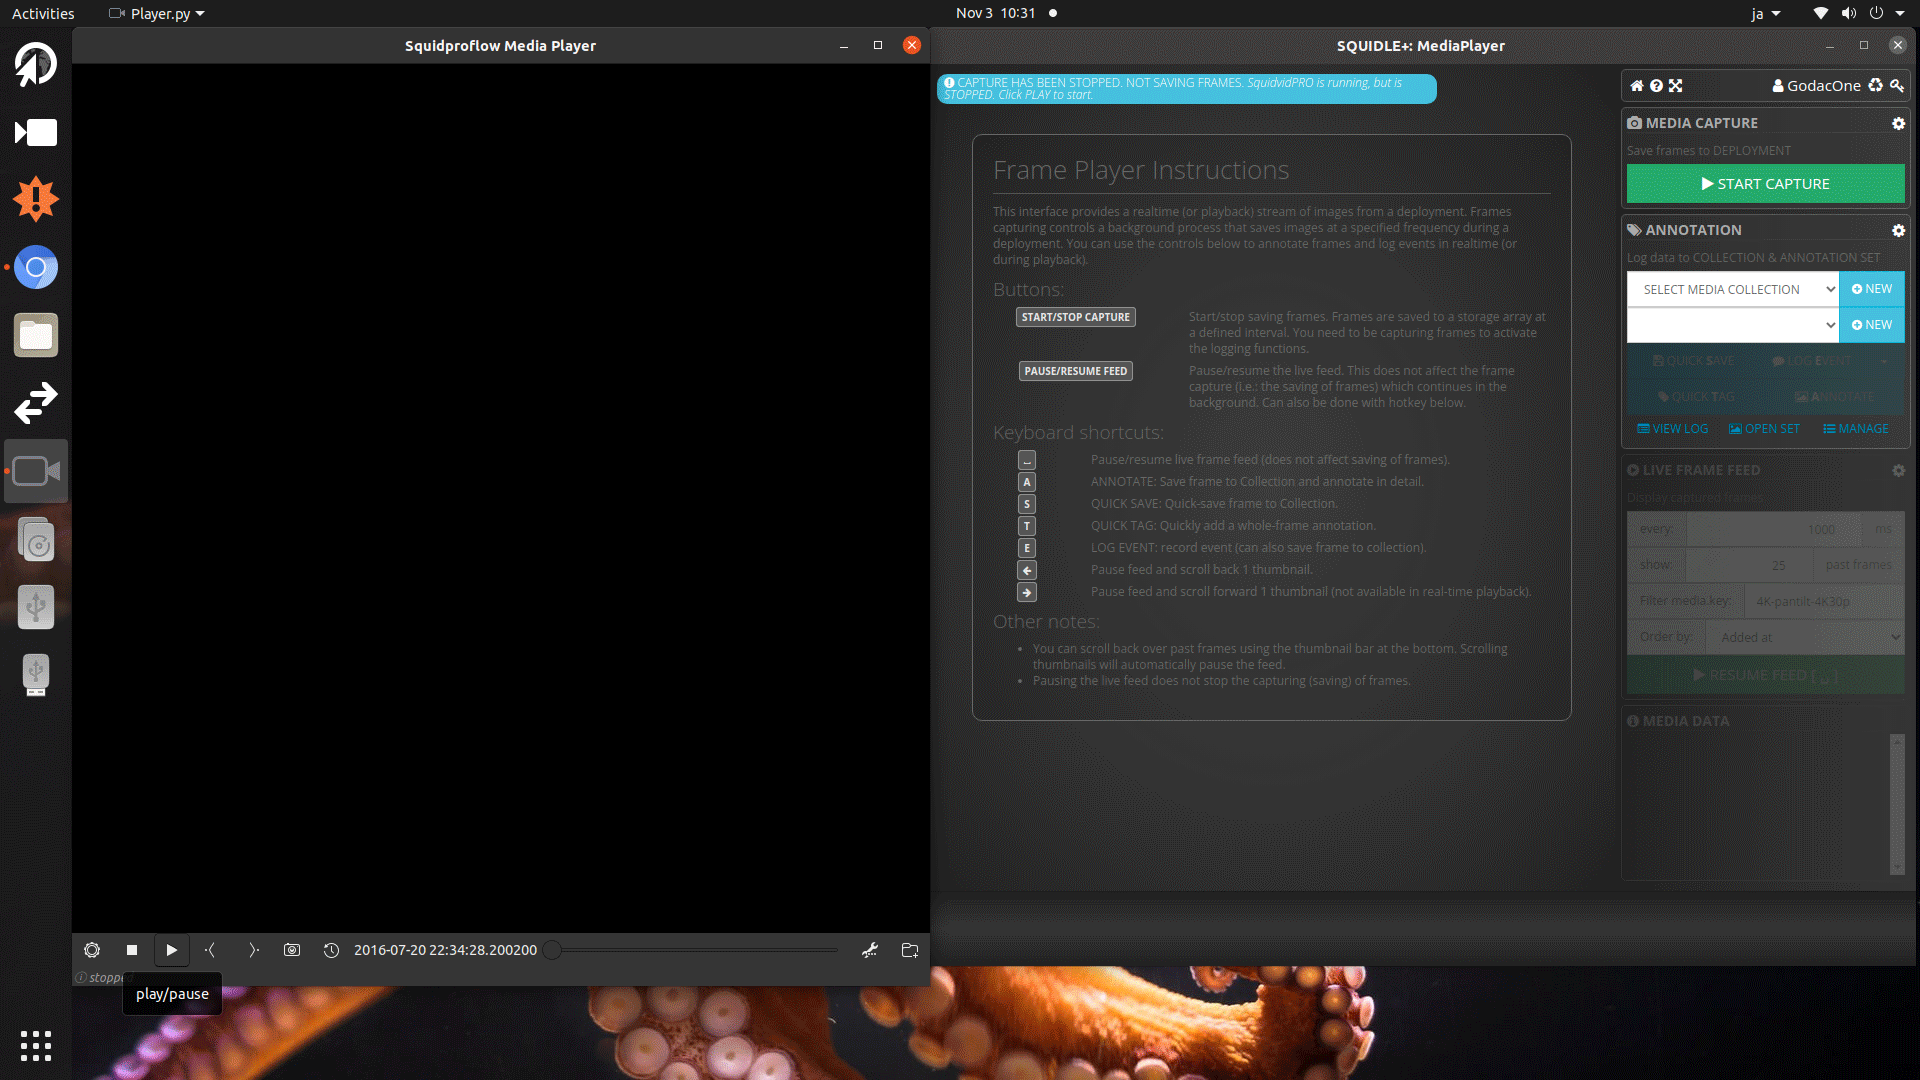 Activities
Player.py
Nov 3 10:31
ja
Squidproflow Media Player
2016-07-20 22:34:28.200200
play/pause
SQUIDLE+: MediaPlayer
CAPTURE HAS BEEN STOPPED. NOT SAVING FRAMES. SquidvidPRO is running, but is
STOPPED. Click PLAY to start.
Frame Player Instructions
This interface provides a realtime (or playback) stream of images from a deployment. Frames
capturing controls a background process that saves images at a specified frequency during a
deployment. You can use the controls below to annotate frames and log events in realtime (or
during playback).
Buttons:
START/STOP CAPTURE
Start/stop saving frames. Frames are saved to a storage array at
a defined interval. You need to be capturing frames to activate
the logging functions.
PAUSE/RESUME FEED
Pause/resume the live feed. This does not affect the frame
capture (i.e.: the saving of frames) which continues in the
background. Can also be done with hotkey below.
Keyboard shortcuts:
Pause/resume live frame feed (does not affect saving of frames).
A ANNOTATE: Save frame to Collection and annotate in detail.
S QUICK SAVE: Quick-save frame to Collection.
T QUICK TAG: Quickly add a whole-frame annotation.
E LOG EVENT: record event (can also save frame to collection).
← Pause feed and scroll back 1 thumbnail.
→ Pause feed and scroll forward 1 thumbnail (not available in real-time playback).
Other notes:
• You can scroll back over past frames using the thumbnail bar at the bottom. Scrolling
thumbnails will automatically pause the feed.
• Pausing the live feed does not stop the capturing (saving) of frames.
GodacOne
MEDIA CAPTURE
Save frames to DEPLOYMENT
START CAPTURE
ANNOTATION
Log data to COLLECTION & ANNOTATION SET
SELECT MEDIA COLLECTION
NEW
NEW
QUICK SAVE LOG EVENT
QUICK TAG ANNOTATE
VIEW LOG OPEN SET MANAGE
LIVE FRAME FEED
Display captured frames
every: 1000 ms
show: 25 past frames
Filter media.key: 4K-pantilt-4K30p
Order by: Added at
RESUME FEED [ ⎵ ]
MEDIA DATA